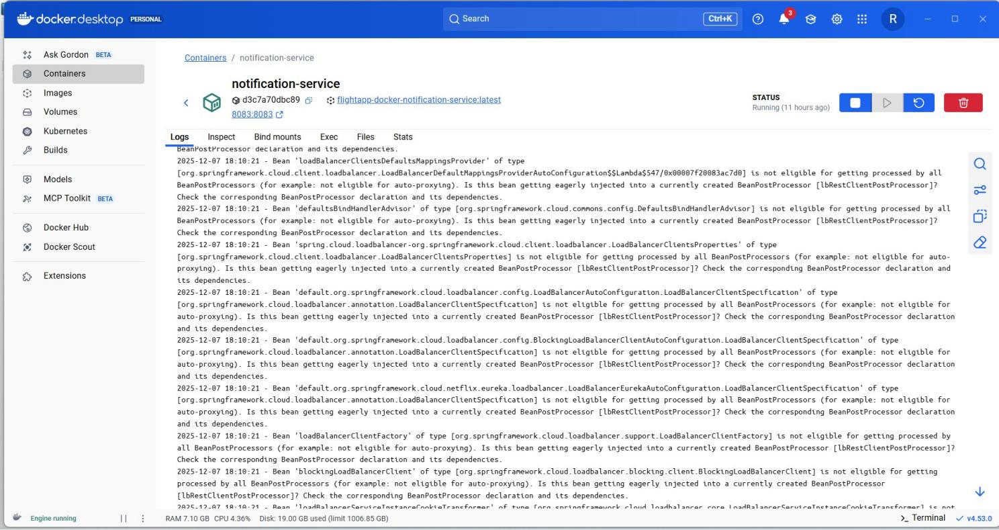 docker.desktop PERSONAL
Search
Ctrl+K
3
R
Ask Gordon BETA
Containers
Images
Volumes
Kubernetes
Builds
Models
MCP Toolkit BETA
Docker Hub
Docker Scout
Extensions
Containers / notification-service
notification-service
d3c7a70dbc89 flightapp-docker-notification-service:latest
8083:8083
STATUS
Running (11 hours ago)
Logs Inspect Bind mounts Exec Files Stats
BeanPostProcessor declaration and its dependencies.
2025-12-07 18:10:21 - Bean 'loadBalancerClientsDefaultsMappingsProvider' of type
[org.springframework.cloud.client.loadbalancer.LoadBalancerDefaultMappingsProviderAutoConfiguration$$Lambda$547/0x00007f20083ac7d0] is not eligible for getting processed by all
BeanPostProcessors (for example: not eligible for auto-proxying). Is this bean getting eagerly injected into a currently created BeanPostProcessor [lbRestClientPostProcessor]?
Check the corresponding BeanPostProcessor declaration and its dependencies.
2025-12-07 18:10:21 - Bean 'defaultsBindHandlerAdvisor' of type [org.springframework.cloud.commons.config.DefaultsBindHandlerAdvisor] is not eligible for getting processed by all
BeanPostProcessors (for example: not eligible for auto-proxying). Is this bean getting eagerly injected into a currently created BeanPostProcessor [lbRestClientPostProcessor]?
Check the corresponding BeanPostProcessor declaration and its dependencies.
2025-12-07 18:10:21 - Bean 'spring.cloud.loadbalancer-org.springframework.cloud.client.loadbalancer.LoadBalancerClientsProperties' of type
[org.springframework.cloud.client.loadbalancer.LoadBalancerClientsProperties] is not eligible for getting processed by all BeanPostProcessors (for example: not eligible for auto-
proxying). Is this bean getting eagerly injected into a currently created BeanPostProcessor [lbRestClientPostProcessor]? Check the corresponding BeanPostProcessor declaration and
its dependencies.
2025-12-07 18:10:21 - Bean 'default.org.springframework.cloud.loadbalancer.config.LoadBalancerAutoConfiguration.LoadBalancerClientSpecification' of type
[org.springframework.cloud.loadbalancer.annotation.LoadBalancerClientSpecification] is not eligible for getting processed by all BeanPostProcessors (for example: not eligible for
auto-proxying). Is this bean getting eagerly injected into a currently created BeanPostProcessor [lbRestClientPostProcessor]? Check the corresponding BeanPostProcessor declaration
and its dependencies.
2025-12-07 18:10:21 - Bean 'default.org.springframework.cloud.loadbalancer.config.BlockingLoadBalancerClientAutoConfiguration.LoadBalancerClientSpecification' of type
[org.springframework.cloud.loadbalancer.annotation.LoadBalancerClientSpecification] is not eligible for getting processed by all BeanPostProcessors (for example: not eligible for
auto-proxying). Is this bean getting eagerly injected into a currently created BeanPostProcessor [lbRestClientPostProcessor]? Check the corresponding BeanPostProcessor declaration
and its dependencies.
2025-12-07 18:10:21 - Bean 'default.org.springframework.cloud.netflix.eureka.loadbalancer.LoadBalancerEurekaAutoConfiguration.LoadBalancerClientSpecification' of type
[org.springframework.cloud.loadbalancer.annotation.LoadBalancerClientSpecification] is not eligible for getting processed by all BeanPostProcessors (for example: not eligible for
auto-proxying). Is this bean getting eagerly injected into a currently created BeanPostProcessor [lbRestClientPostProcessor]? Check the corresponding BeanPostProcessor declaration
and its dependencies.
2025-12-07 18:10:21 - Bean 'loadBalancerClientFactory' of type [org.springframework.cloud.loadbalancer.support.LoadBalancerClientFactory] is not eligible for getting processed by
all BeanPostProcessors (for example: not eligible for auto-proxying). Is this bean getting eagerly injected into a currently created BeanPostProcessor [lbRestClientPostProcessor]?
Check the corresponding BeanPostProcessor declaration and its dependencies.
2025-12-07 18:10:21 - Bean 'blockingLoadBalancerClient' of type [org.springframework.cloud.loadbalancer.blocking.client.BlockingLoadBalancerClient] is not eligible for getting
processed by all BeanPostProcessors (for example: not eligible for auto-proxying). Is this bean getting eagerly injected into a currently created BeanPostProcessor
[lbRestClientPostProcessor]? Check the corresponding BeanPostProcessor declaration and its dependencies.
2025-12-07 18:10:21 - Bean 'loadBalancerServiceInstanceCookieTransformer' of type [org.springframework.cloud.loadbalancer.core.LoadBalancerServiceInstanceCookieTransformer] is not
Engine running
RAM 7.10 GB CPU 4.36% Disk: 19.00 GB used (limit 1006.85 GB)
Terminal
v4.53.0